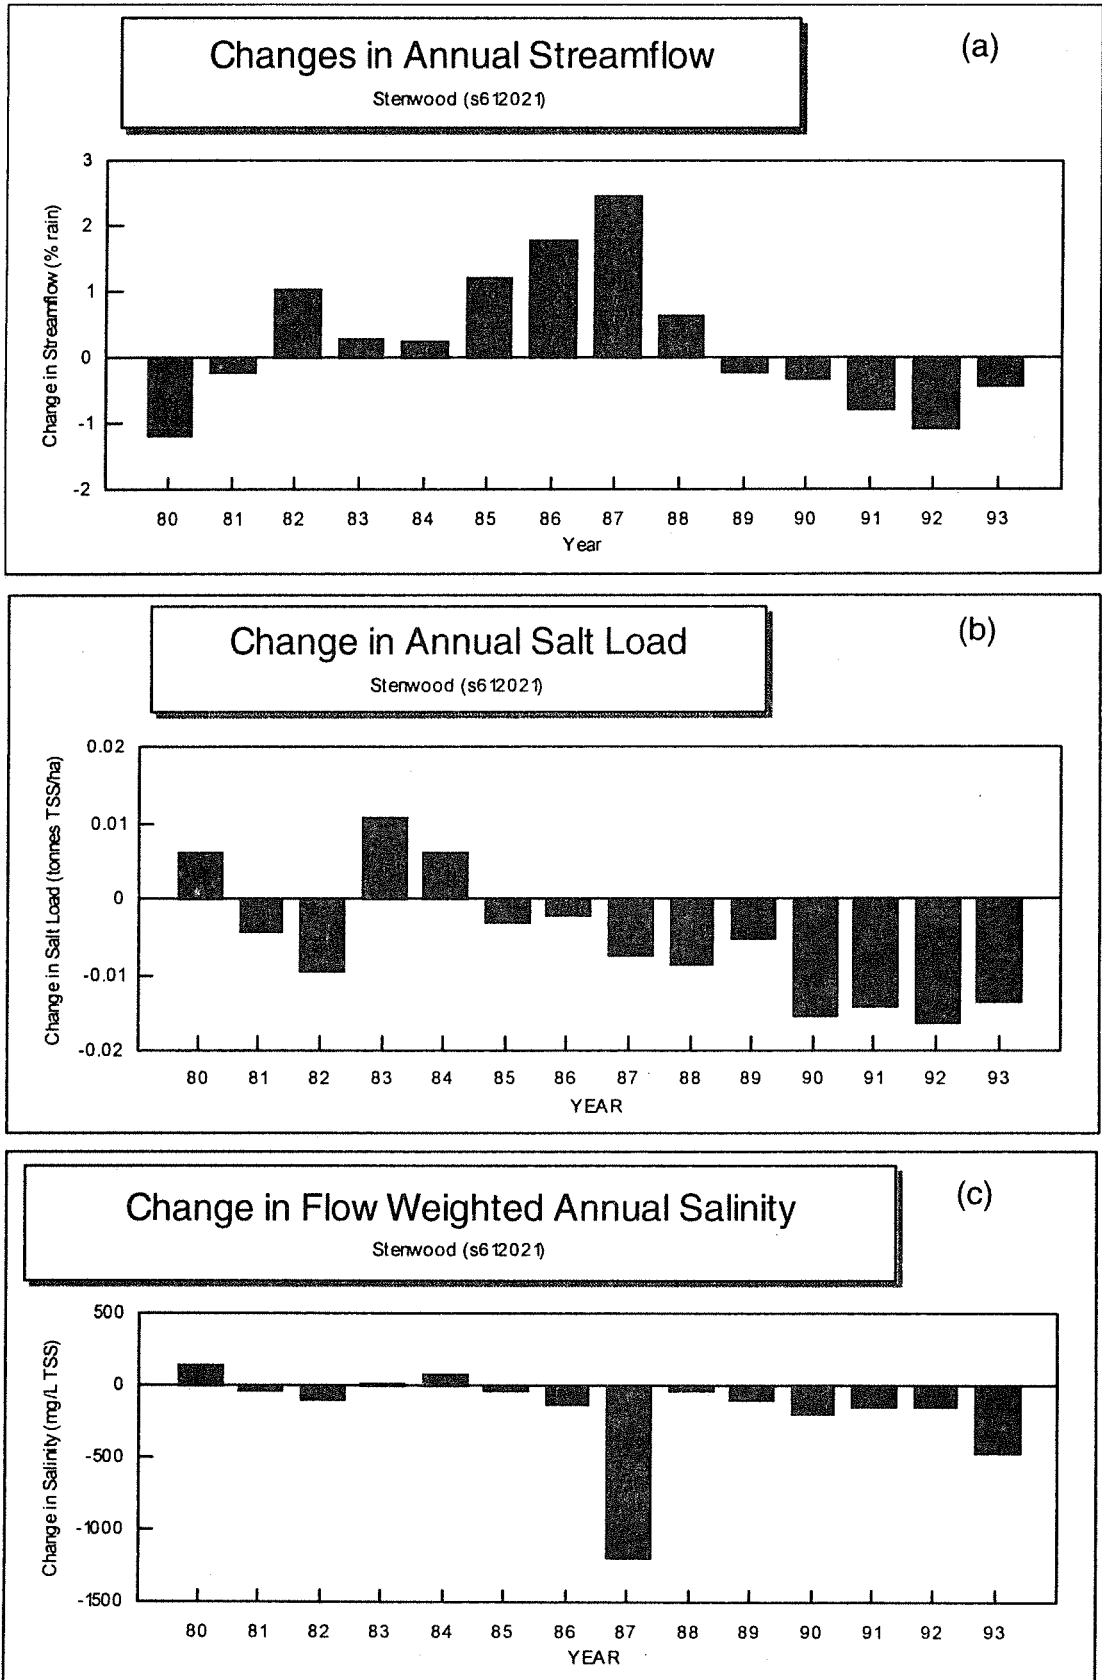 Changes in Annual Streamflow
Stenwood (s612021)
(a)
Change in Streamflow (% rain)
3
2
1
0
-1
-2
80 81 82 83 84 85 86 87 88 89 90 91 92 93
Year
Change in Annual Salt Load
Stenwood (s612021)
(b)
Change in Salt Load (tonnes TSS/ha)
0.02
0.01
0
-0.01
-0.02
80 81 82 83 84 85 86 87 88 89 90 91 92 93
YEAR
Change in Flow Weighted Annual Salinity
Stenwood (s612021)
(c)
Change in Salinity (mg/L TSS)
500
0
-500
-1000
-1500
80 81 82 83 84 85 86 87 88 89 90 91 92 93
YEAR